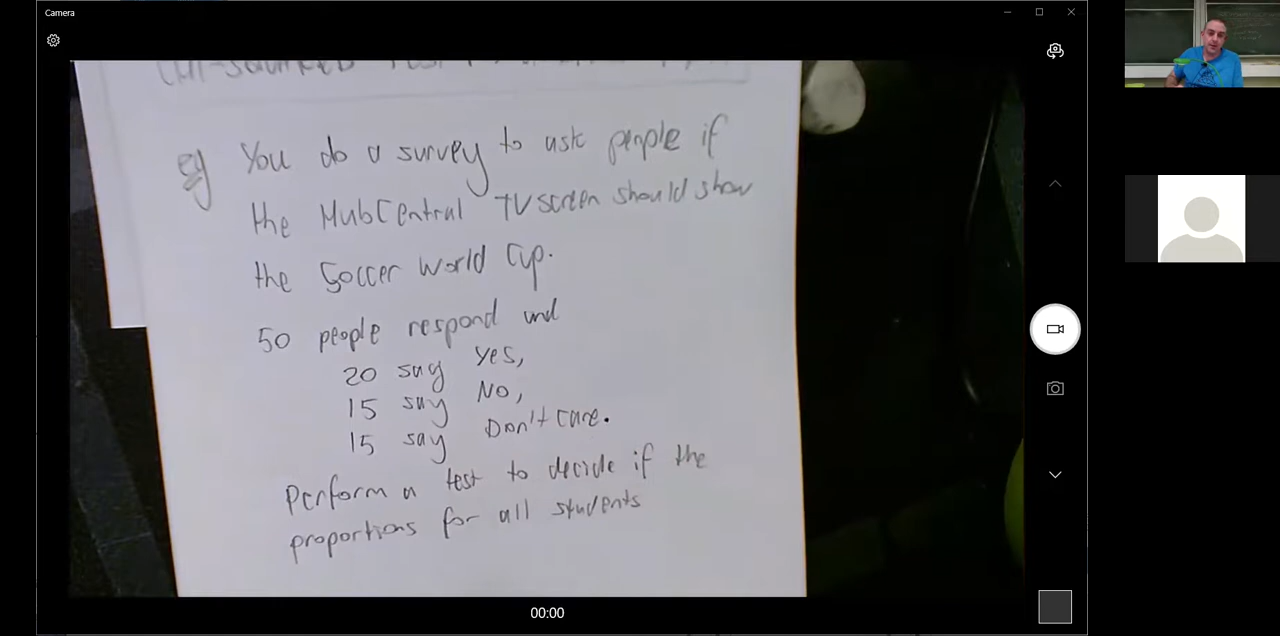 Camera
eg You do a survey to ask people if
the HubCentral TV screen should show
the Soccer World Cup.
50 people respond and
20 say Yes,
15 say No,
15 say Don't care.
Perform a test to decide if the
proportions for all students
00:00